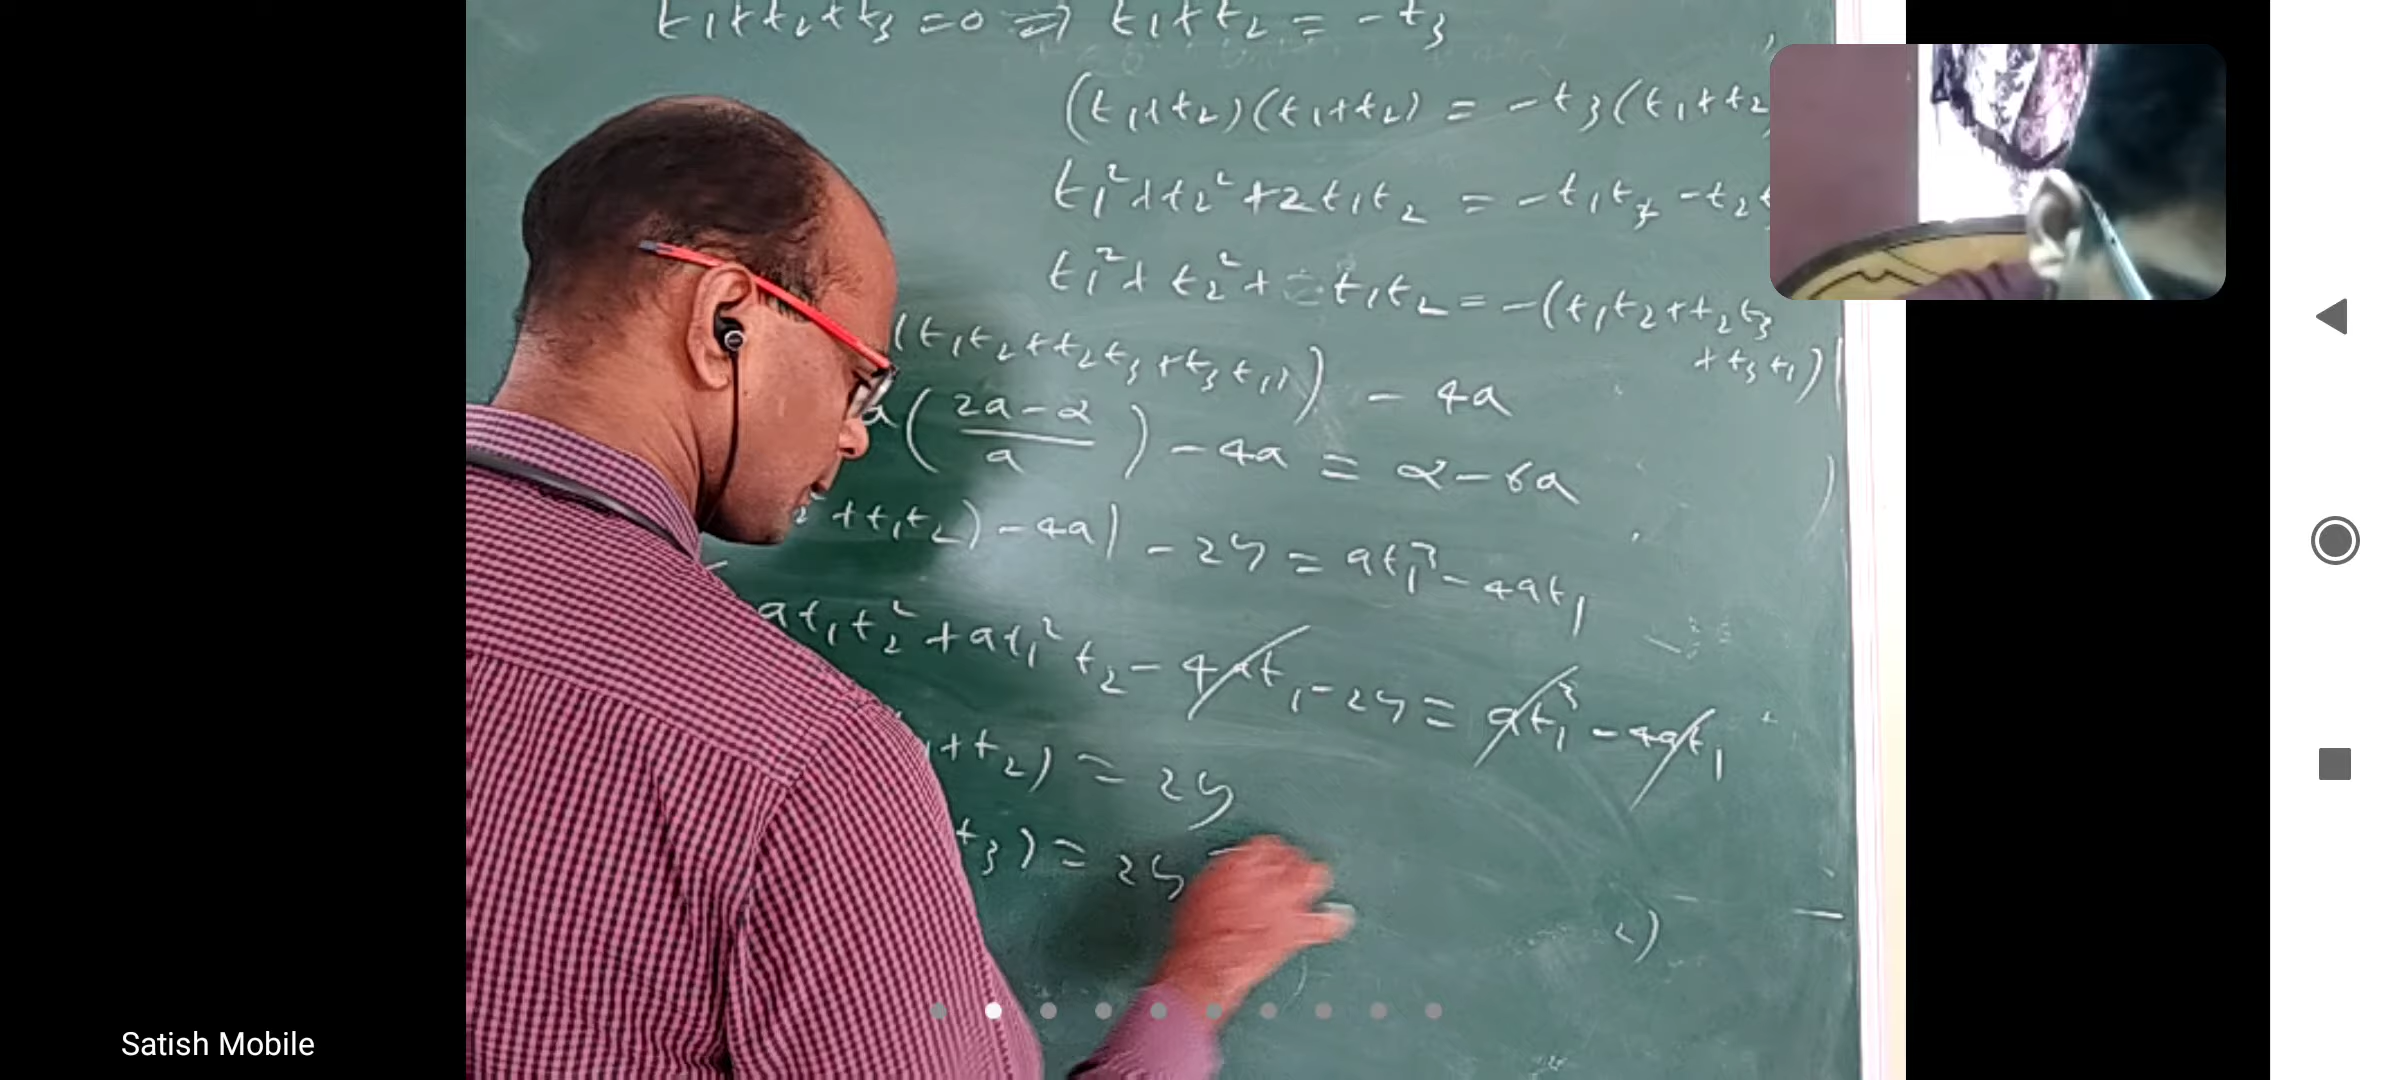 t₁+t₂+t₃ =0 ⇒ t₁+t₂ = -t₃
(t₁+t₂)(t₁+t₂) = -t₃(t₁+t₂
t₁²+t₂²+2t₁t₂ = -t₁t₃ -t₂
t₁²+ t₂²+ t₁t₂ = -(t₁t₂+t₂t₃
+t₃t₁)
(t₁t₂+t₂t₃+t₃t₁)) - 4a
a(2a-α/a) -4a = α-6a
²+t₁t₂)-4a) -2y = at₁³-4at₁
at₁t₂²+at₁²t₂-4at₁-2y = at₁³-4at₁
+t₂) = 2y
t₃) = 2y
Satish Mobile